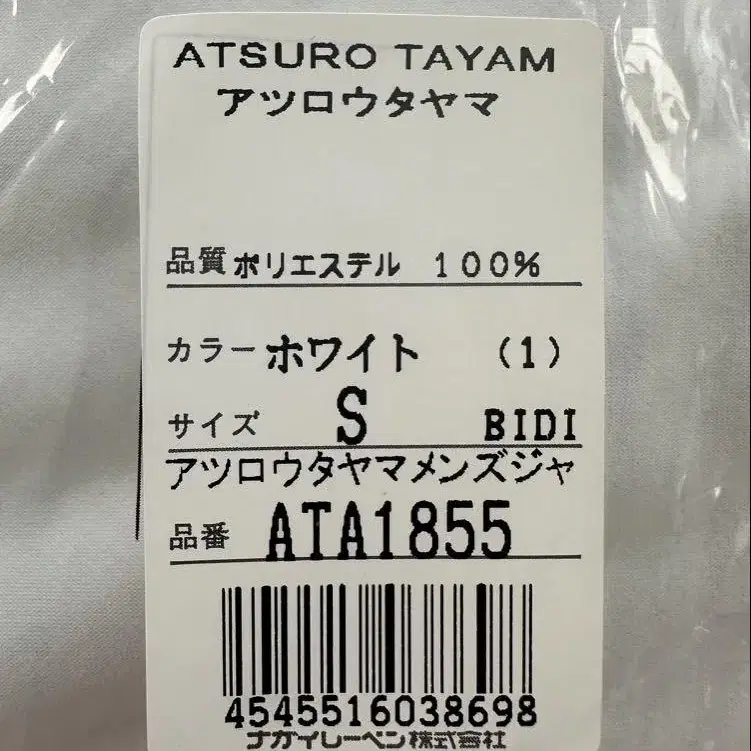 ATSURO TAYAM
アツロウタヤマ
品質 ポリエステル 100%
カラー ホワイト (1)
サイズ S BIDI
アツロウタヤマメンズジャ
品番 ATA1855
4545516038698
ナガイレーベン株式会社